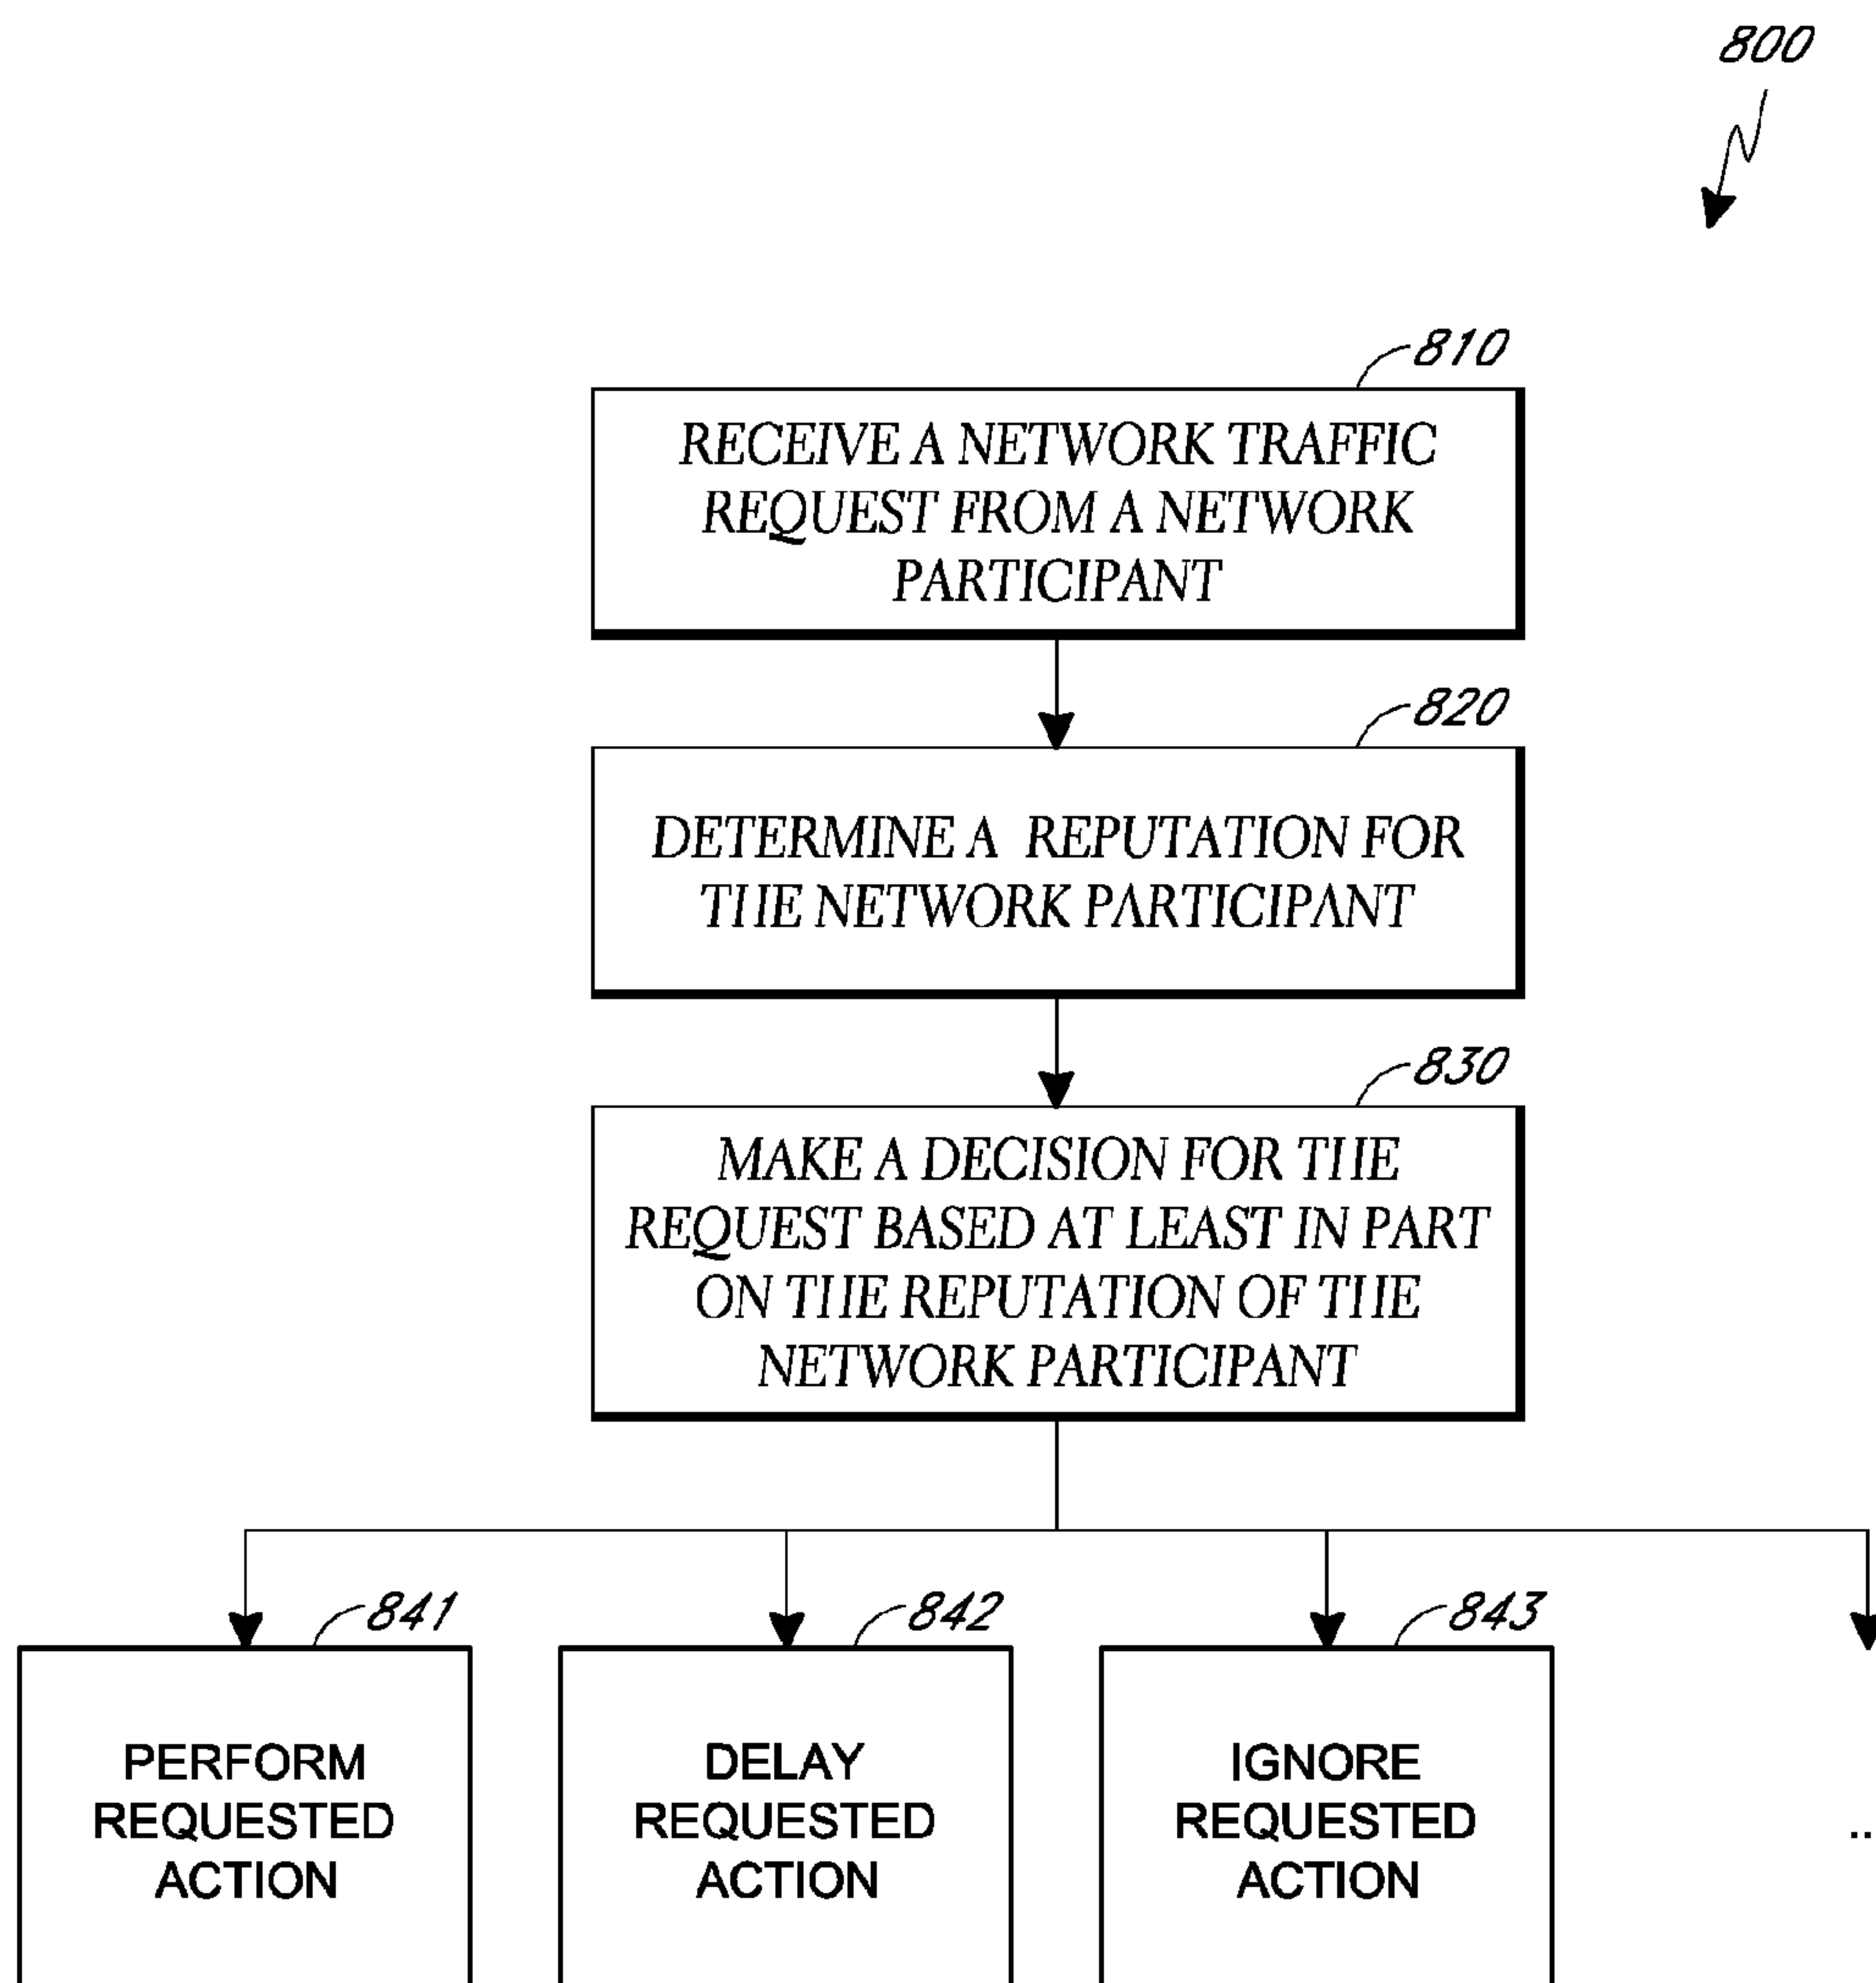 800
810
RECEIVE A NETWORK TRAFFIC
REQUEST FROM A NETWORK
PARTICIPANT
820
DETERMINE A REPUTATION FOR
THE NETWORK PARTICIPANT
830
MAKE A DECISION FOR THE
REQUEST BASED AT LEAST IN PART
ON THE REPUTATION OF THE
NETWORK PARTICIPANT
841
PERFORM
REQUESTED
ACTION
842
DELAY
REQUESTED
ACTION
843
IGNORE
REQUESTED
ACTION
..